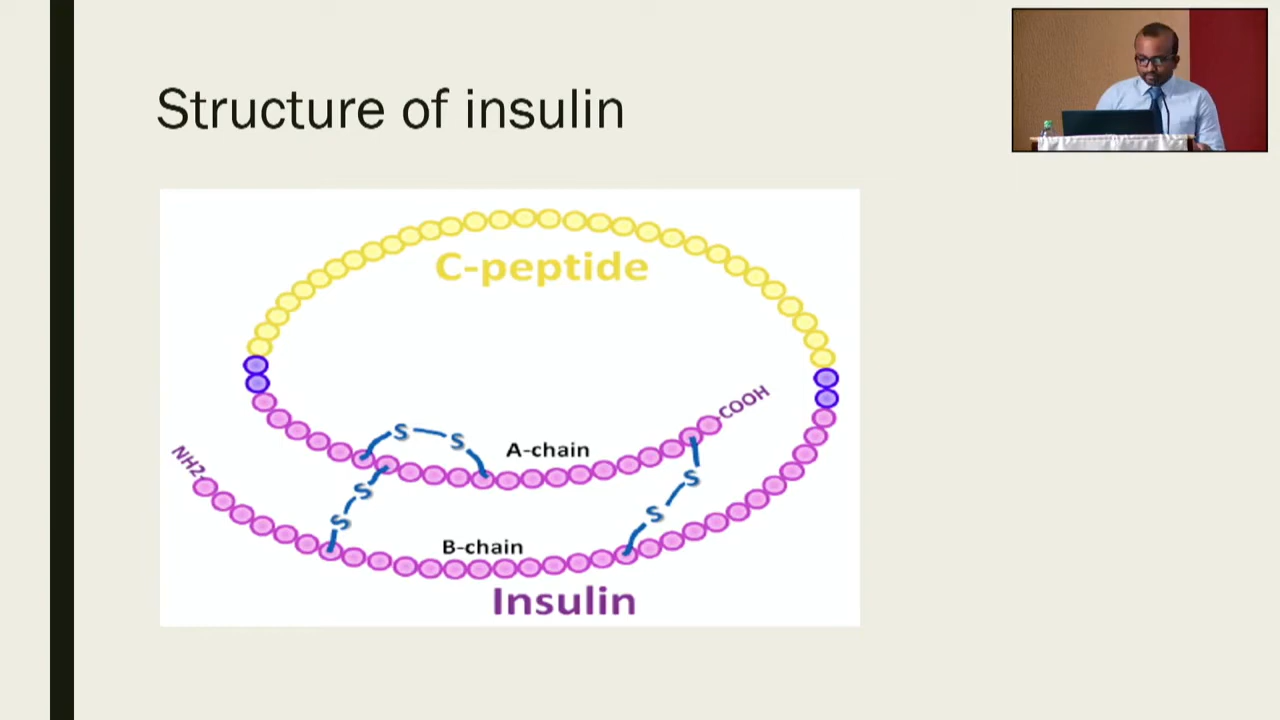 Structure of insulin
C-peptide
COOH
S S
A-chain
NH2
S
S
S
S
B-chain
Insulin